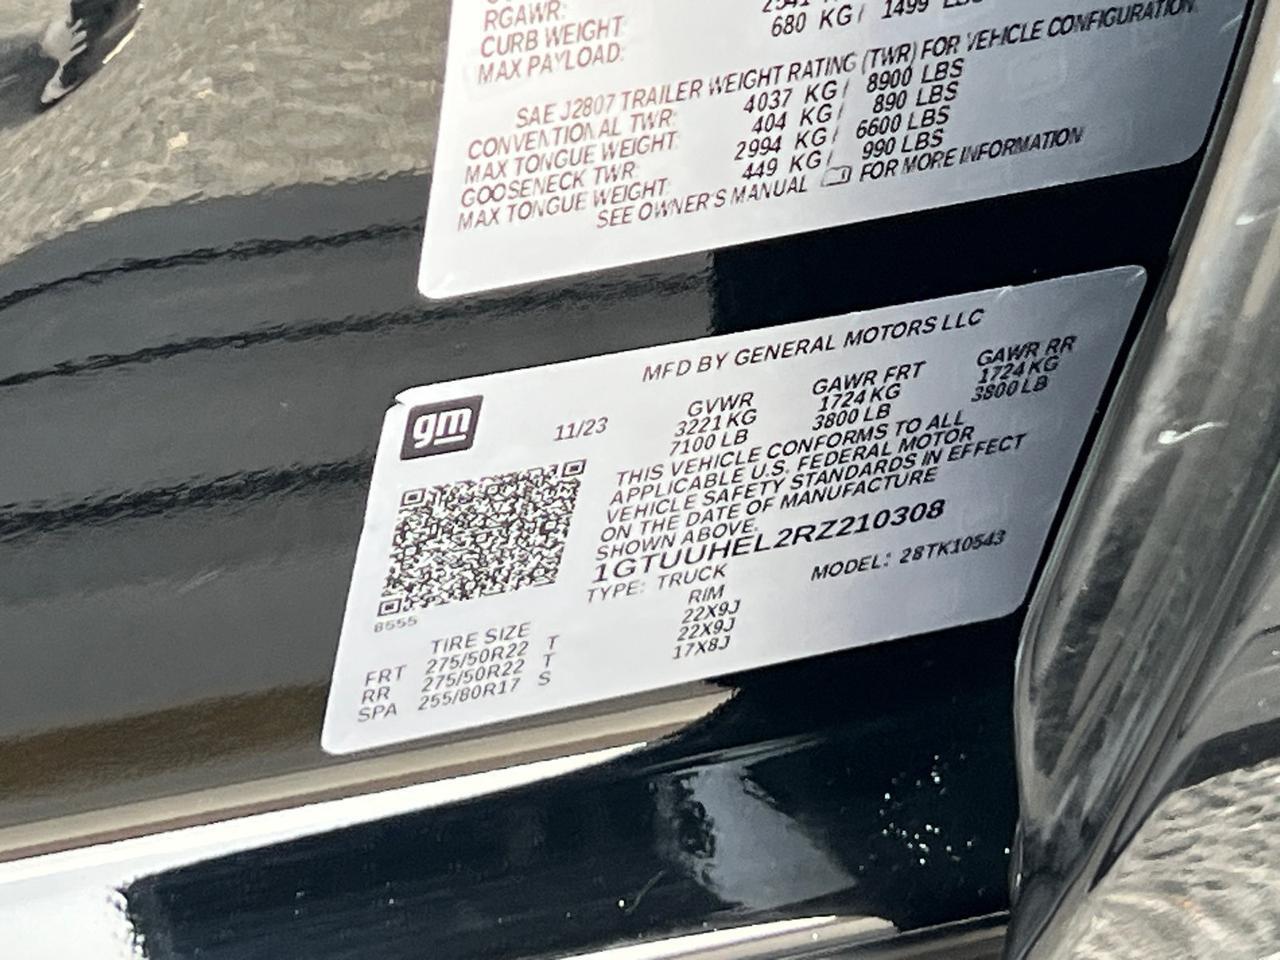 RGAWR:
CURB WEIGHT:
MAX PAYLOAD: 680 KG / 1499 LBS
SAE J2807 TRAILER WEIGHT RATING (TWR) FOR VEHICLE CONFIGURATION
CONVENTIONAL TWR: 4037 KG / 8900 LBS
MAX TONGUE WEIGHT: 404 KG / 890 LBS
GOOSENECK TWR: 2994 KG / 6600 LBS
MAX TONGUE WEIGHT: 449 KG / 990 LBS
SEE OWNER'S MANUAL FOR MORE INFORMATION
MFD BY GENERAL MOTORS LLC
gm
11/23
GVWR GAWR FRT GAWR RR
3221 KG 1724 KG 1724 KG
7100 LB 3800 LB 3800 LB
THIS VEHICLE CONFORMS TO ALL
APPLICABLE U.S. FEDERAL MOTOR
VEHICLE SAFETY STANDARDS IN EFFECT
ON THE DATE OF MANUFACTURE
SHOWN ABOVE.
1GTUUHEL2RZ210308
TYPE: TRUCK MODEL: 28TK10543
8555
TIRE SIZE RIM
FRT 275/50R22 T 22X9J
RR 275/50R22 T 22X9J
SPA 255/80R17 S 17X8J